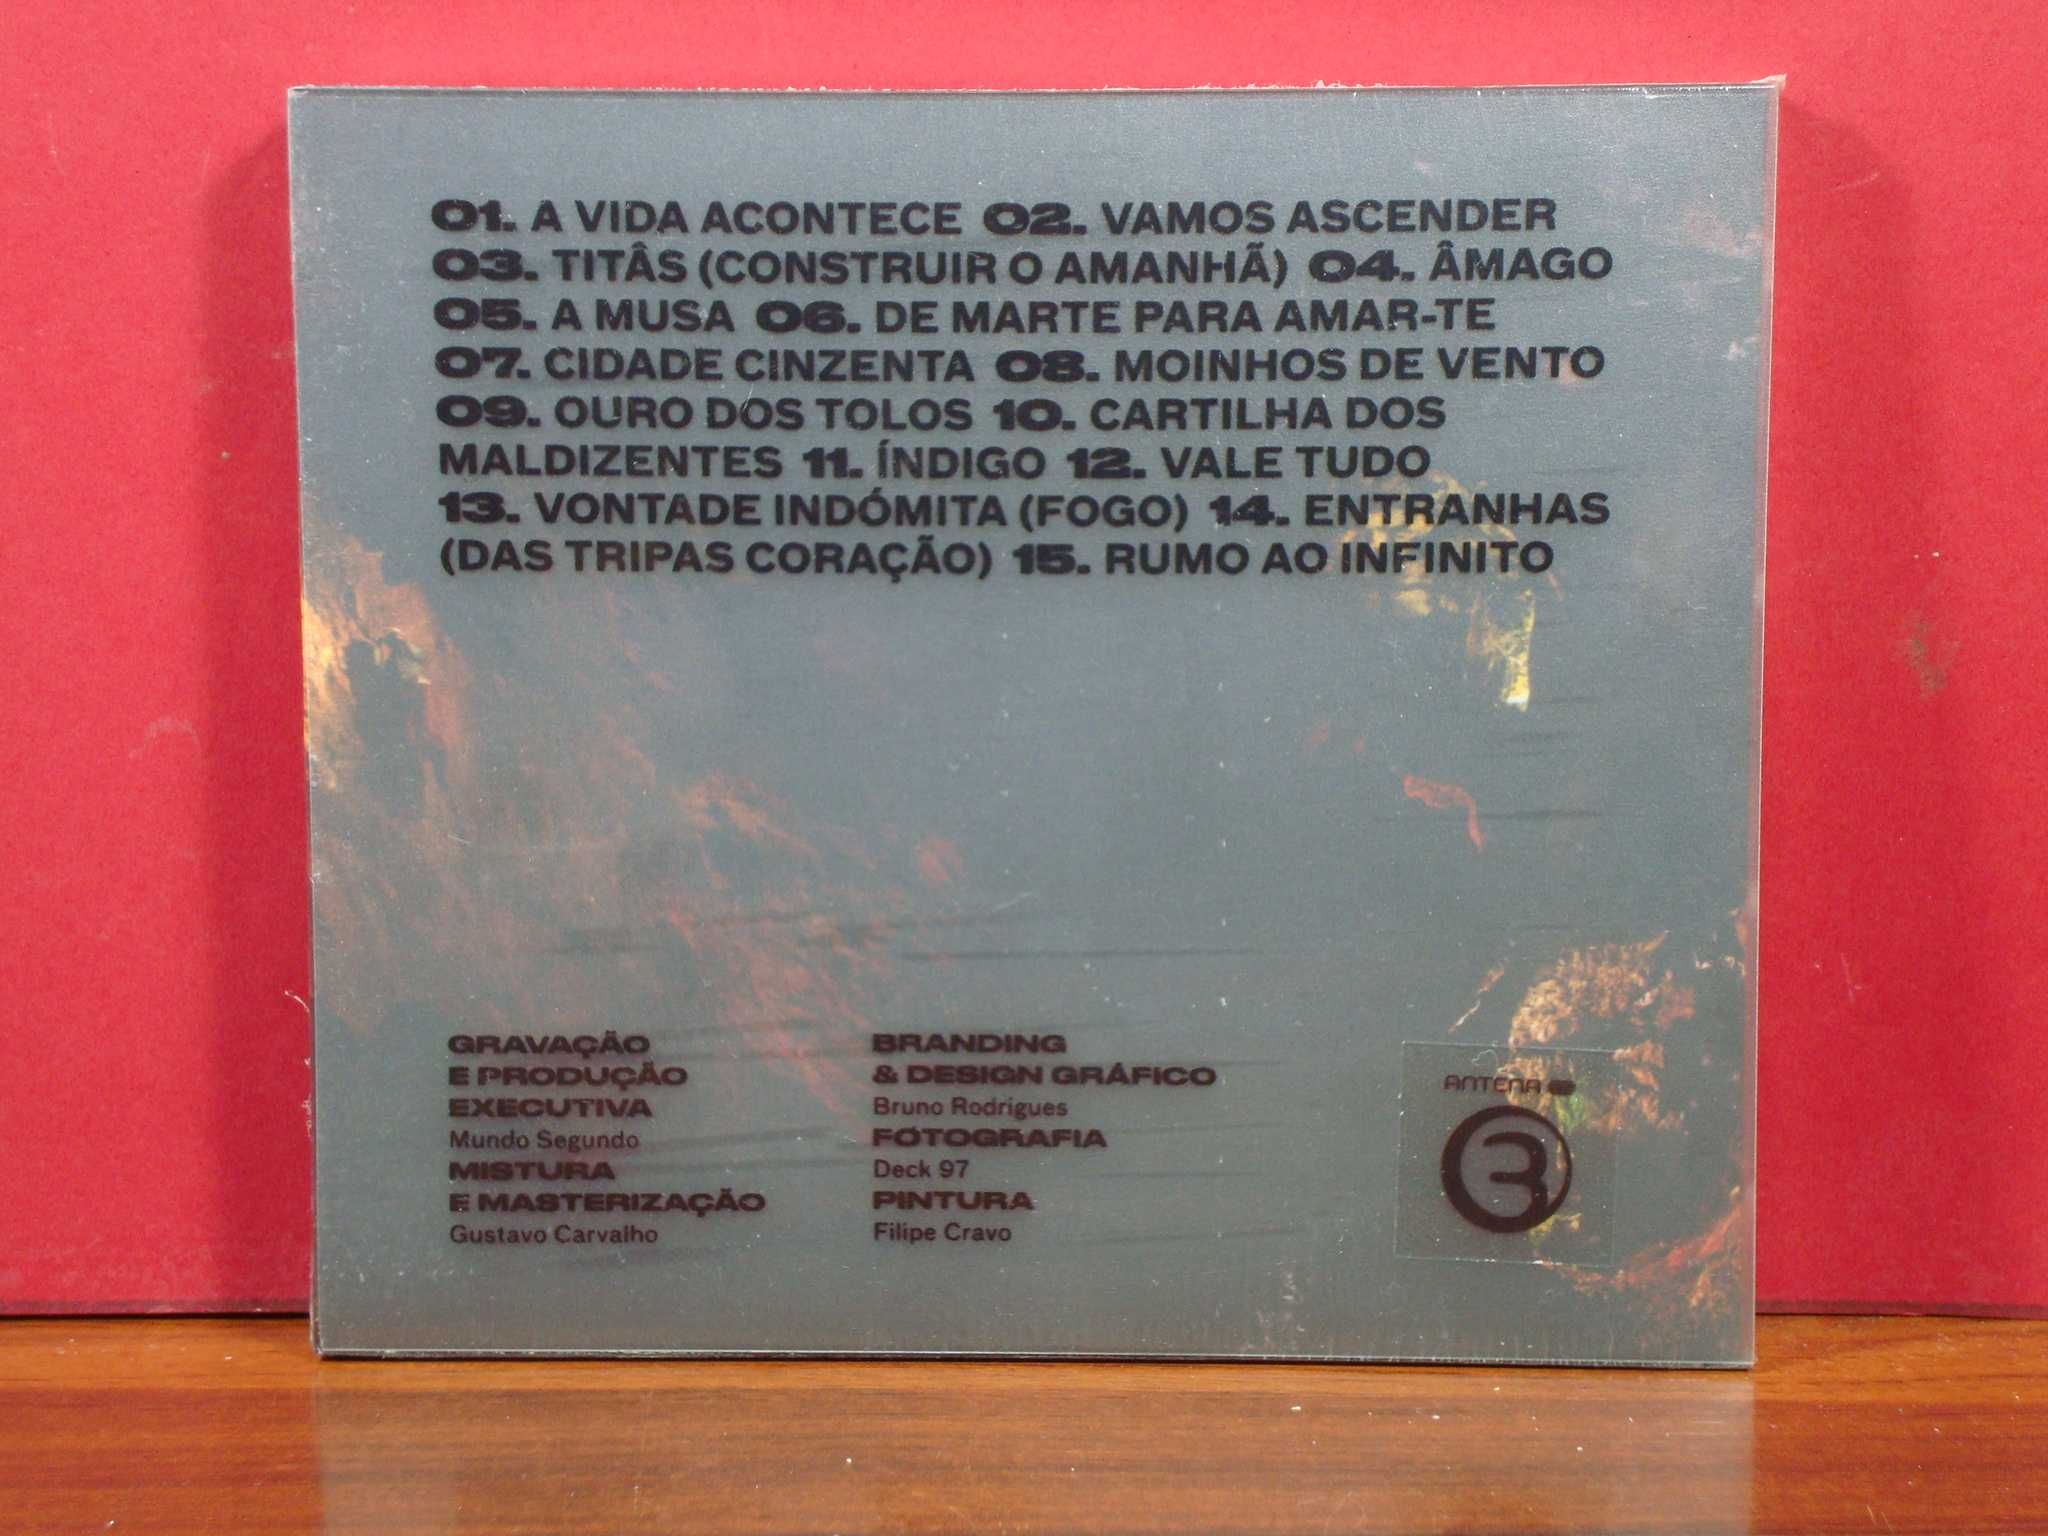 01. A VIDA ACONTECE 02. VAMOS ASCENDER
03. TITÂS (CONSTRUIR O AMANHÃ) 04. ÂMAGO
05. A MUSA 06. DE MARTE PARA AMAR-TE
07. CIDADE CINZENTA 08. MOINHOS DE VENTO
09. OURO DOS TOLOS 10. CARTILHA DOS
MALDIZENTES 11. ÍNDIGO 12. VALE TUDO
13. VONTADE INDÓMITA (FOGO) 14. ENTRANHAS
(DAS TRIPAS CORAÇÃO) 15. RUMO AO INFINITO
GRAVAÇÃO
E PRODUÇÃO
EXECUTIVA
Mundo Segundo
MISTURA
E MASTERIZAÇÃO
Gustavo Carvalho
BRANDING
& DESIGN GRÁFICO
Bruno Rodrigues
FOTOGRAFIA
Deck 97
PINTURA
Filipe Cravo
ANTENA
3